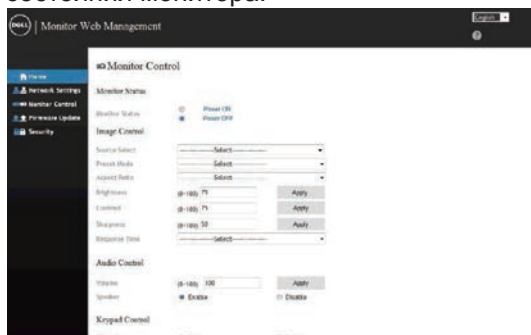 состоянии монитора.
DELL | Monitor Web Management English
Home
Network Settings
Monitor Control
Firmware Update
Security
Monitor Control
Monitor Status
Monitor Status Power ON
Power OFF
Image Control
Source Select ----Select----
Preset Mode ----Select----
Aspect Ratio ----Select----
Brightness (0-100) 75 Apply
Contrast (0-100) 75 Apply
Sharpness (0-100) 50 Apply
Response Time ----Select----
Audio Control
Volume (0-100) 100 Apply
Speaker Enable Disable
Keypad Control